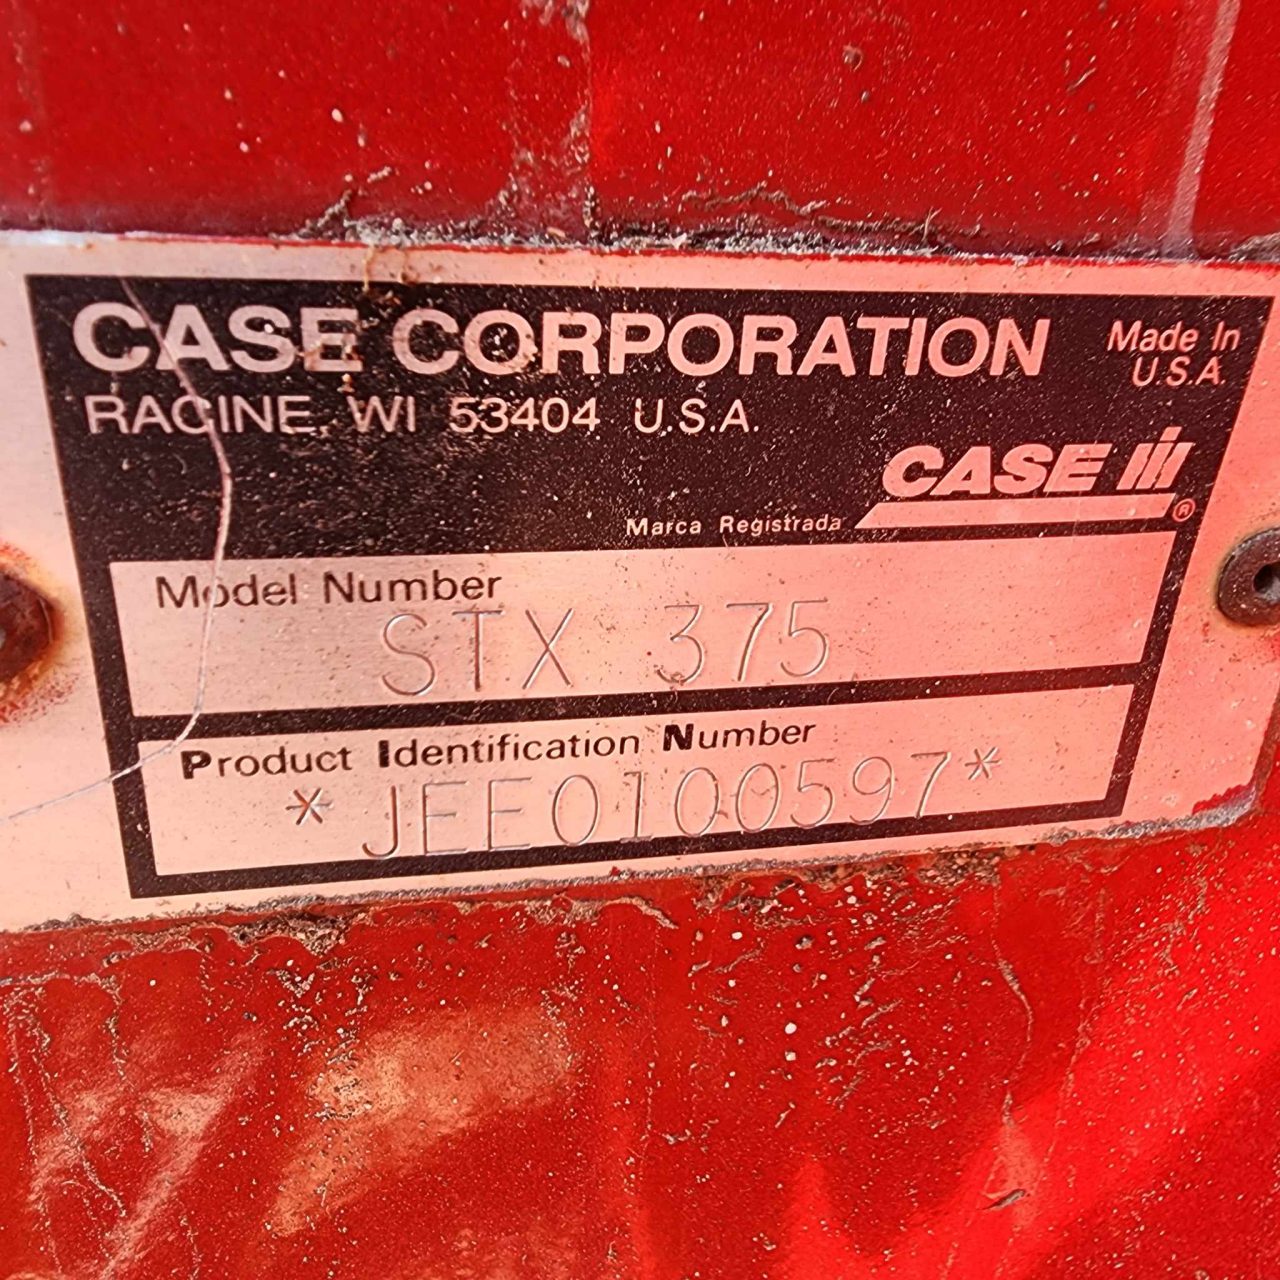 CASE CORPORATION
Made In
U.S.A.
RACINE, WI 53404 U.S.A.
CASE IH
®
Marca Registrada
Model Number
STX 375
Product Identification Number
*JEE0100597*